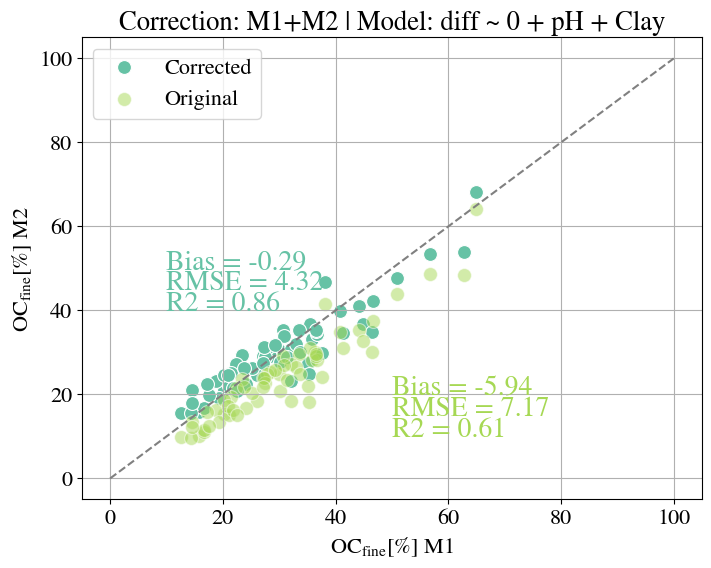 Correction: M1+M2 | Model: diff ~ 0 + pH + Clay
Corrected
Original
100
80
60
40
20
0
OCfine[%] M2
Bias = -0.29
RMSE = 4.32
R2 = 0.86
Bias = -5.94
RMSE = 7.17
R2 = 0.61
0 20 40 60 80 100
OCfine[%] M1